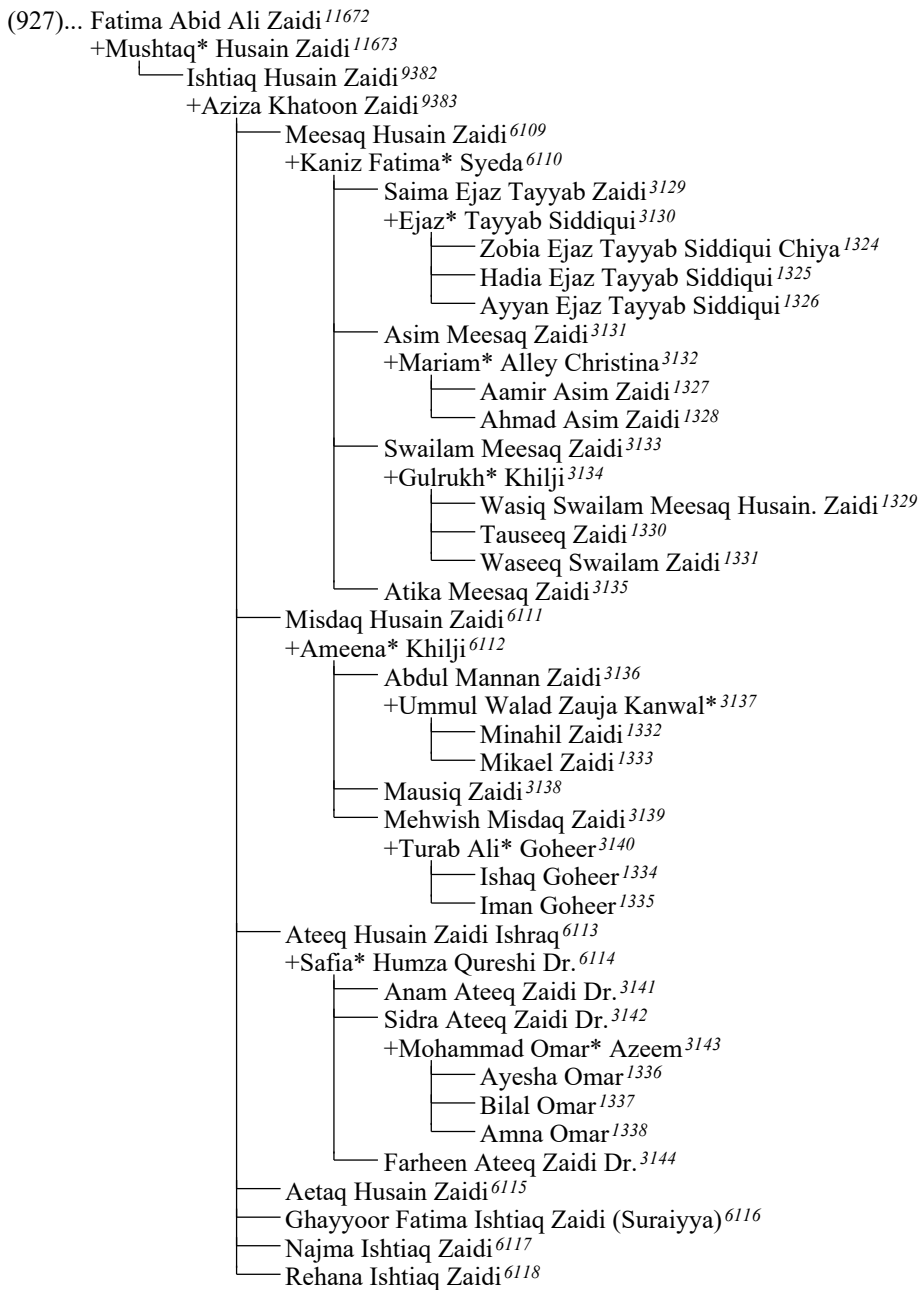 (927)... Fatima Abid Ali Zaidi 11672
+Mushtaq* Husain Zaidi 11673
Ishtiaq Husain Zaidi 9382
+Aziza Khatoon Zaidi 9383
Meesaq Husain Zaidi 6109
+Kaniz Fatima* Syeda 6110
Saima Ejaz Tayyab Zaidi 3129
+Ejaz* Tayyab Siddiqui 3130
Zobia Ejaz Tayyab Siddiqui Chiya 1324
Hadia Ejaz Tayyab Siddiqui 1325
Ayyan Ejaz Tayyab Siddiqui 1326
Asim Meesaq Zaidi 3131
+Mariam* Alley Christina 3132
Aamir Asim Zaidi 1327
Ahmad Asim Zaidi 1328
Swailam Meesaq Zaidi 3133
+Gulrukh* Khilji 3134
Wasiq Swailam Meesaq Husain. Zaidi 1329
Tauseeq Zaidi 1330
Waseeq Swailam Zaidi 1331
Atika Meesaq Zaidi 3135
Misdaq Husain Zaidi 6111
+Ameena* Khilji 6112
Abdul Mannan Zaidi 3136
+Ummul Walad Zauja Kanwal* 3137
Minahil Zaidi 1332
Mikael Zaidi 1333
Mausiq Zaidi 3138
Mehwish Misdaq Zaidi 3139
+Turab Ali* Goheer 3140
Ishaq Goheer 1334
Iman Goheer 1335
Ateeq Husain Zaidi Ishraq 6113
+Safia* Humza Qureshi Dr. 6114
Anam Ateeq Zaidi Dr. 3141
Sidra Ateeq Zaidi Dr. 3142
+Mohammad Omar* Azeem 3143
Ayesha Omar 1336
Bilal Omar 1337
Amna Omar 1338
Farheen Ateeq Zaidi Dr. 3144
Aetaq Husain Zaidi 6115
Ghayyoor Fatima Ishtiaq Zaidi (Suraiyya) 6116
Najma Ishtiaq Zaidi 6117
Rehana Ishtiaq Zaidi 6118